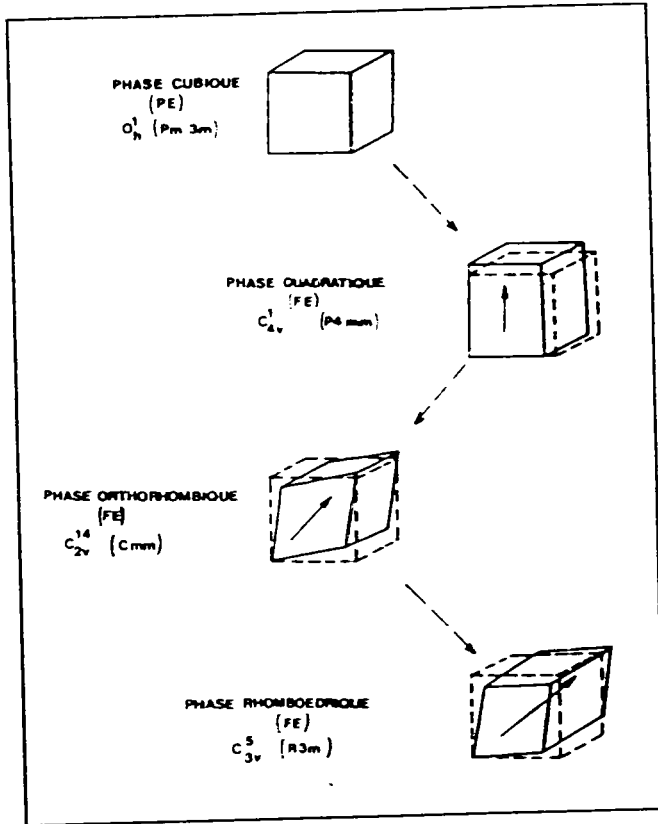 PHASE CUBIQUE
(PE)
O¹ₕ (Pm 3m)
PHASE QUADRATIQUE
(FE)
C¹₄ᵥ (P4 mm)
PHASE ORTHORHOMBIQUE
(FE)
C¹⁴₂ᵥ (Cmm)
PHASE RHOMBOEDRIQUE
(FE)
C⁵₃ᵥ (R3m)